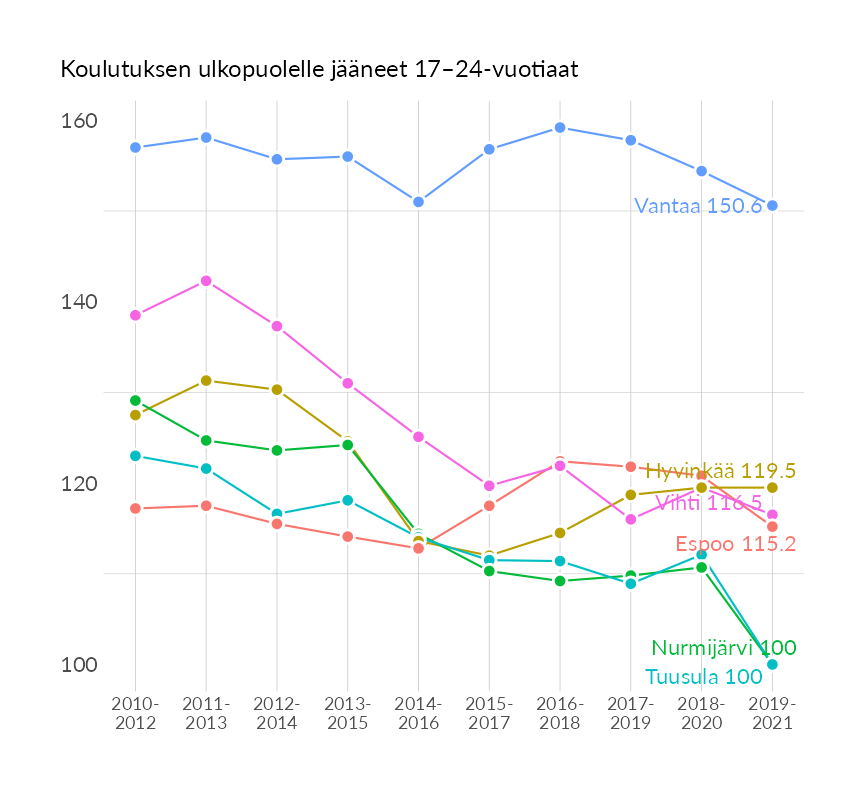 Koulutuksen ulkopuolelle jääneet 17–24-vuotiaat
160
Vantaa 150.6
140
Hyvinkää 119.5
120
Vihti 116.5
Espoo 115.2
Nurmijärvi 100
100
Tuusula 100
2010- 2011- 2012- 2013- 2014- 2015- 2016- 2017- 2018- 2019-
2012 2013 2014 2015 2016 2017 2018 2019 2020 2021